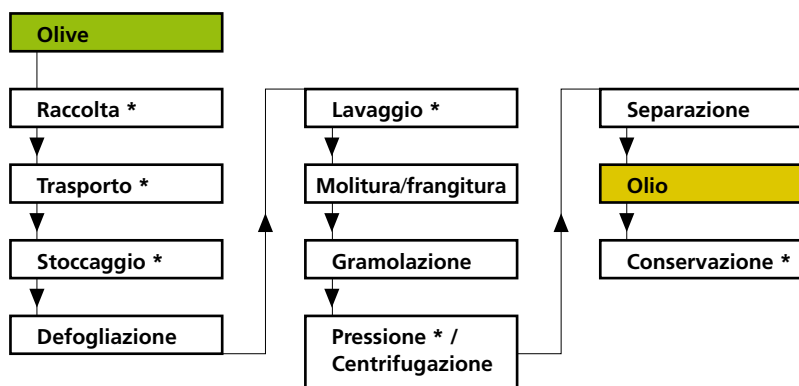 Olive
Raccolta *
Trasporto *
Stoccaggio *
Defogliazione
Lavaggio *
Molitura/frangitura
Gramolazione
Pressione * /
Centrifugazione
Separazione
Olio
Conservazione *